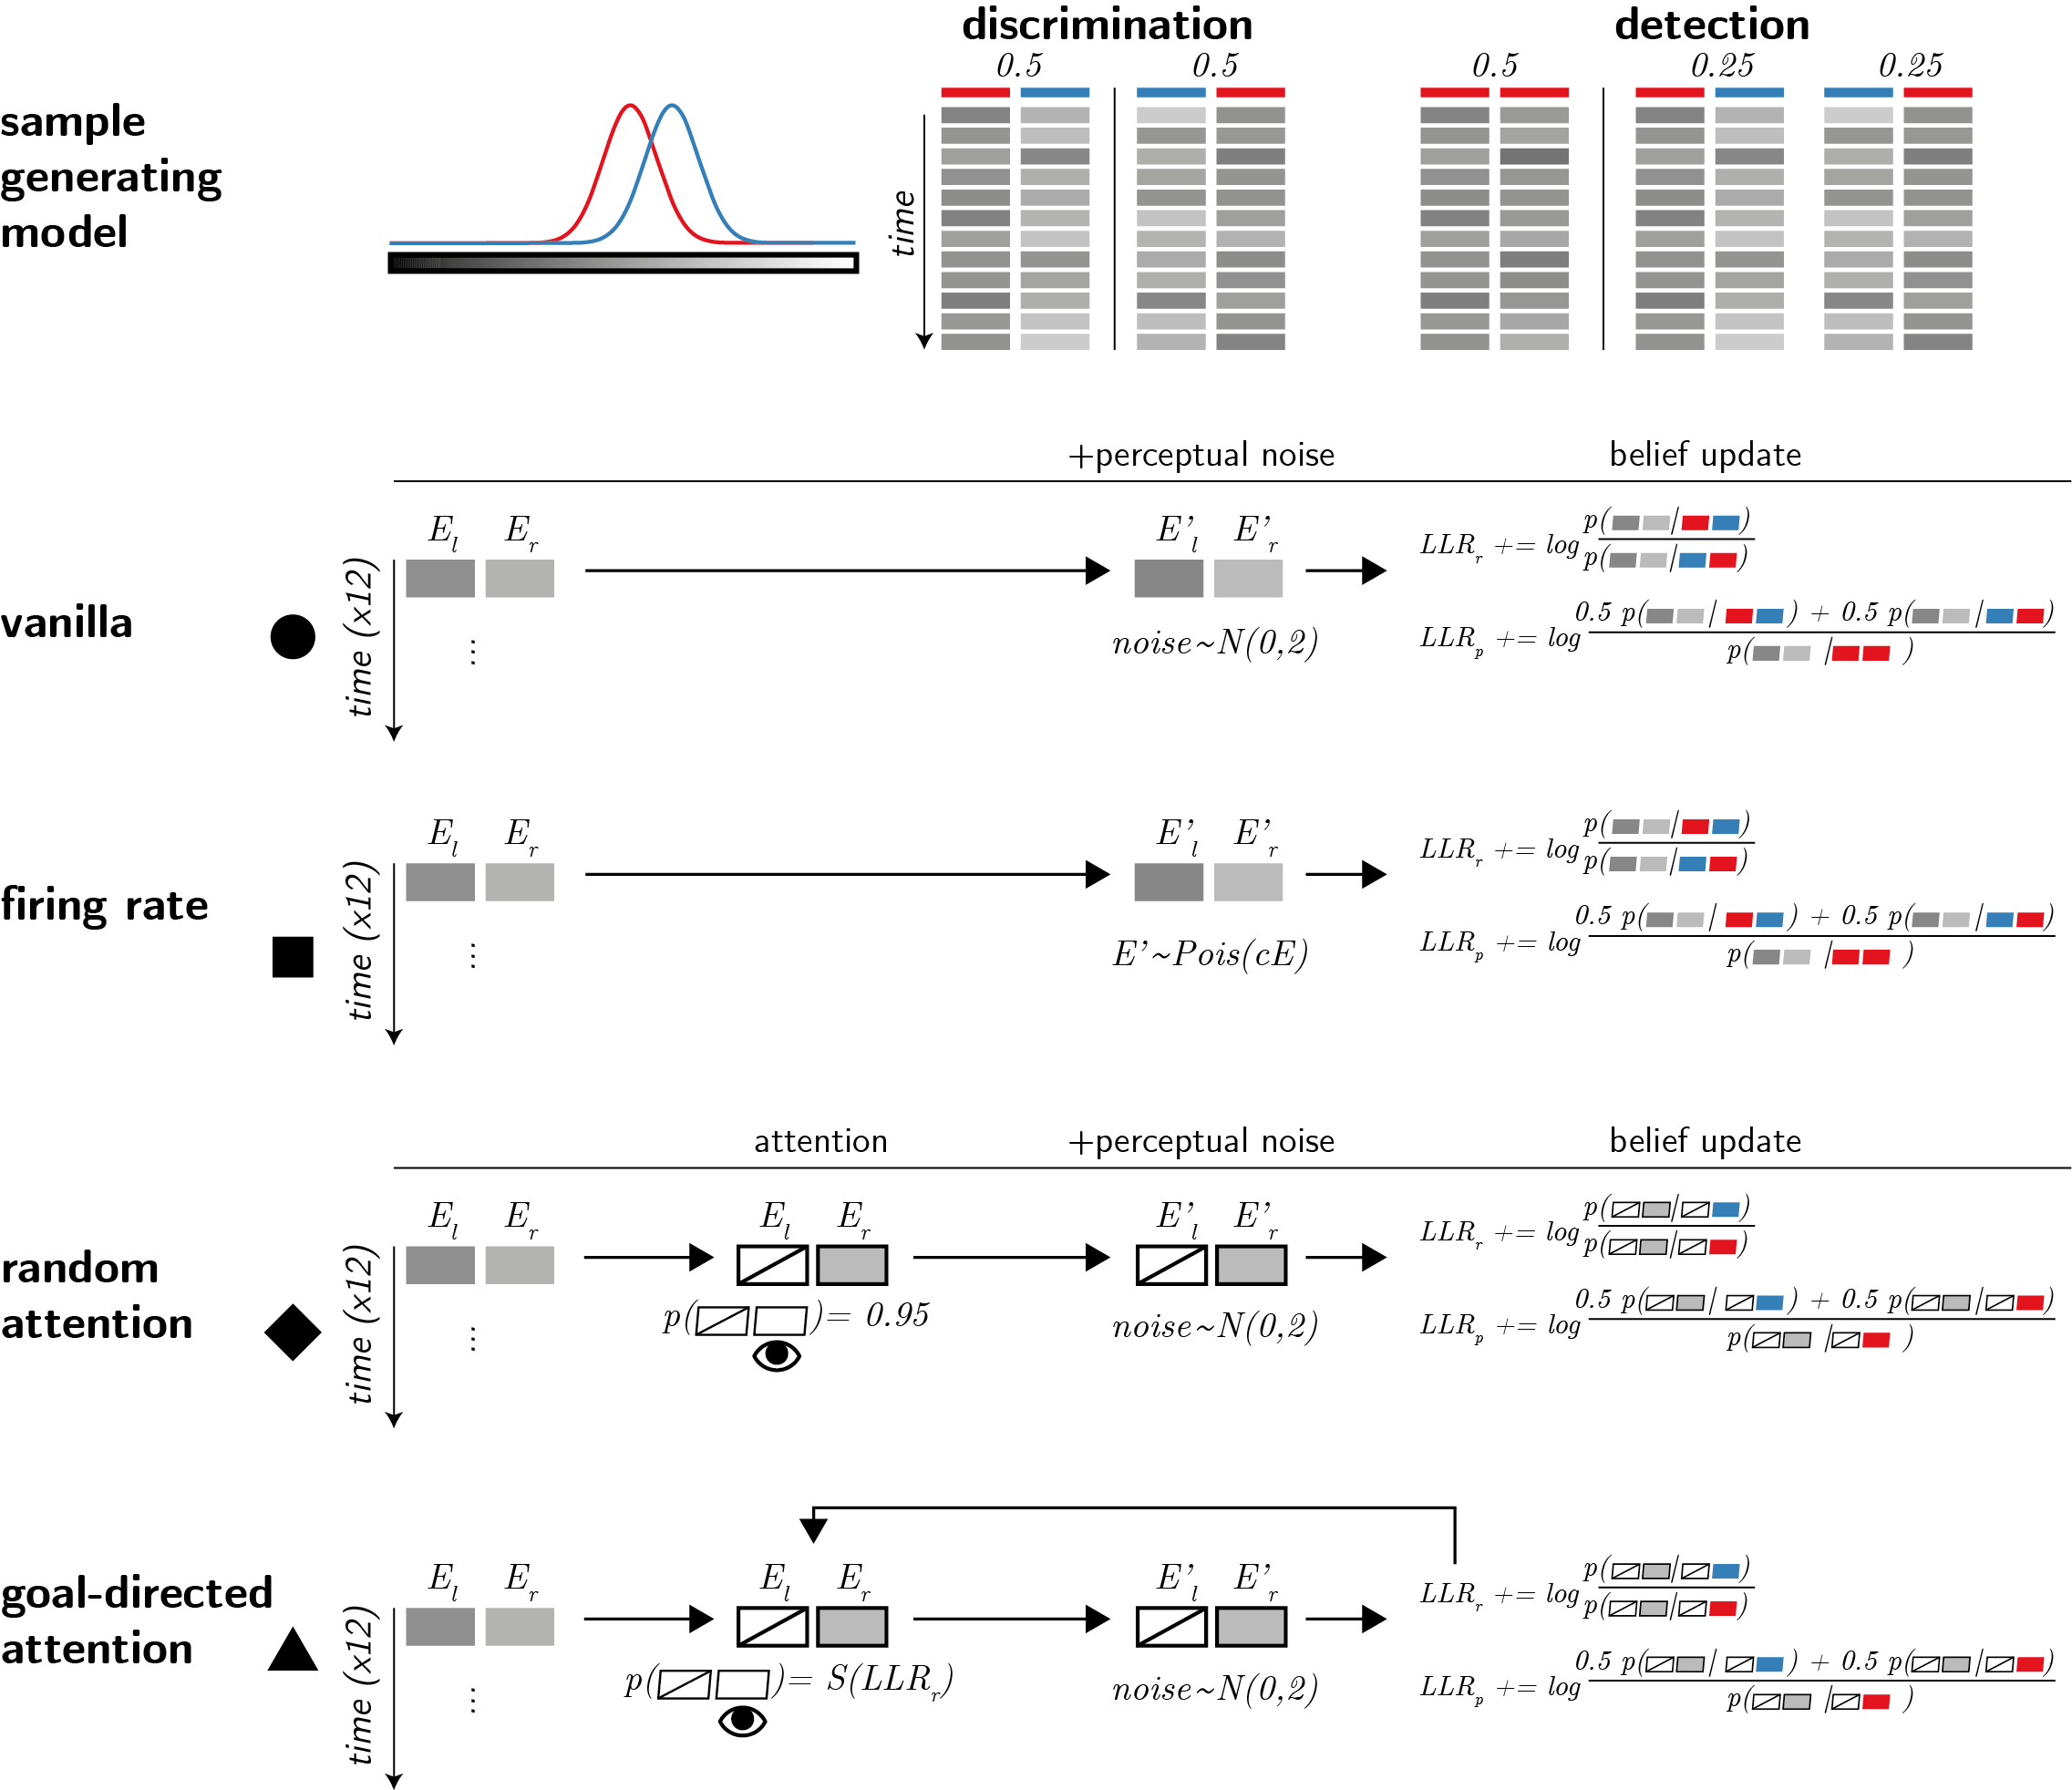 discrimination
detection
0.5
0.5
0.5
0.25
0.25
sample
generating
model
time
+perceptual noise
belief update
vanilla
time (x12)
E_l
E_r
⋮
E'_l
E'_r
noise~N(0,2)
LLR_r += log p( | ) / p( | )
LLR_p += log 0.5 p( | ) + 0.5 p( | ) / p( | )
firing rate
time (x12)
E_l
E_r
⋮
E'_l
E'_r
E'~Pois(cE)
LLR_r += log p( | ) / p( | )
LLR_p += log 0.5 p( | ) + 0.5 p( | ) / p( | )
attention
+perceptual noise
belief update
random
attention
time (x12)
E_l
E_r
⋮
E_l
E_r
p( )= 0.95
E'_l
E'_r
noise~N(0,2)
LLR_r += log p( | ) / p( | )
LLR_p += log 0.5 p( | ) + 0.5 p( | ) / p( | )
goal-directed
attention
time (x12)
E_l
E_r
⋮
E_l
E_r
p( )= S(LLR_r)
E'_l
E'_r
noise~N(0,2)
LLR_r += log p( | ) / p( | )
LLR_p += log 0.5 p( | ) + 0.5 p( | ) / p( | )